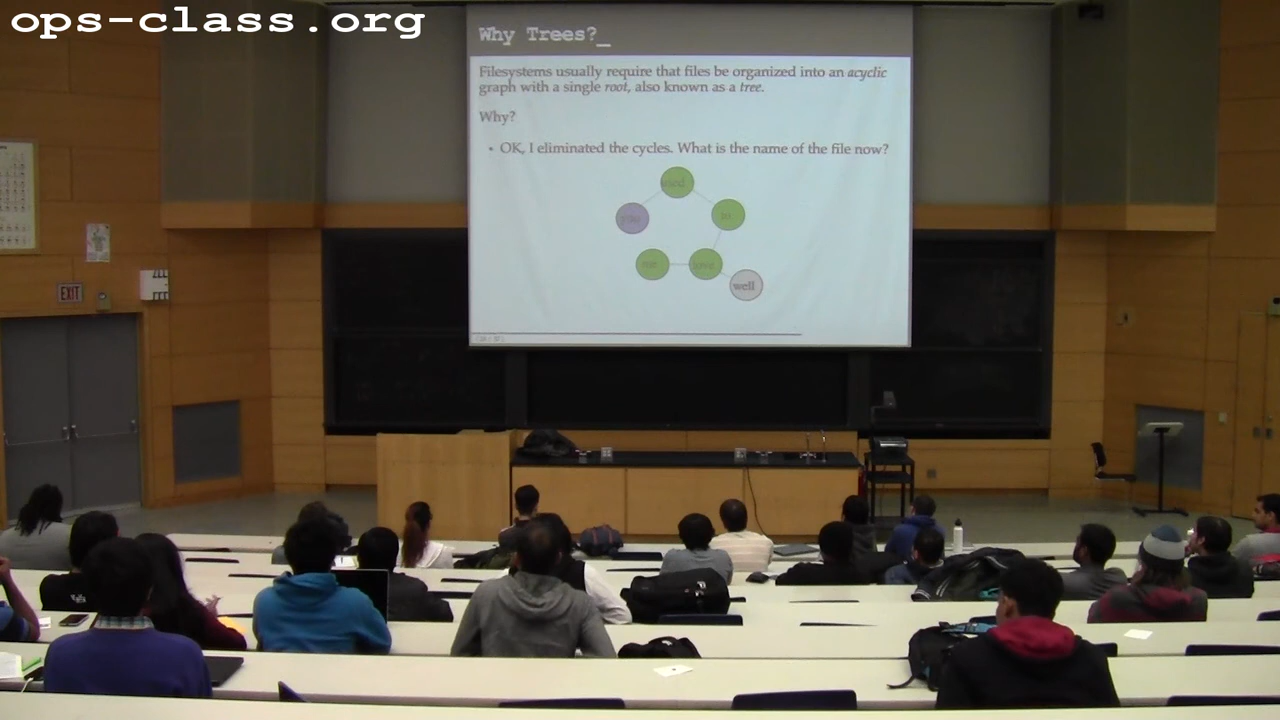 ops-class.org
Why Trees?_
Filesystems usually require that files be organized into an acyclic
graph with a single root, also known as a tree.
Why?
• OK, I eliminated the cycles. What is the name of the file now?
well
EXIT